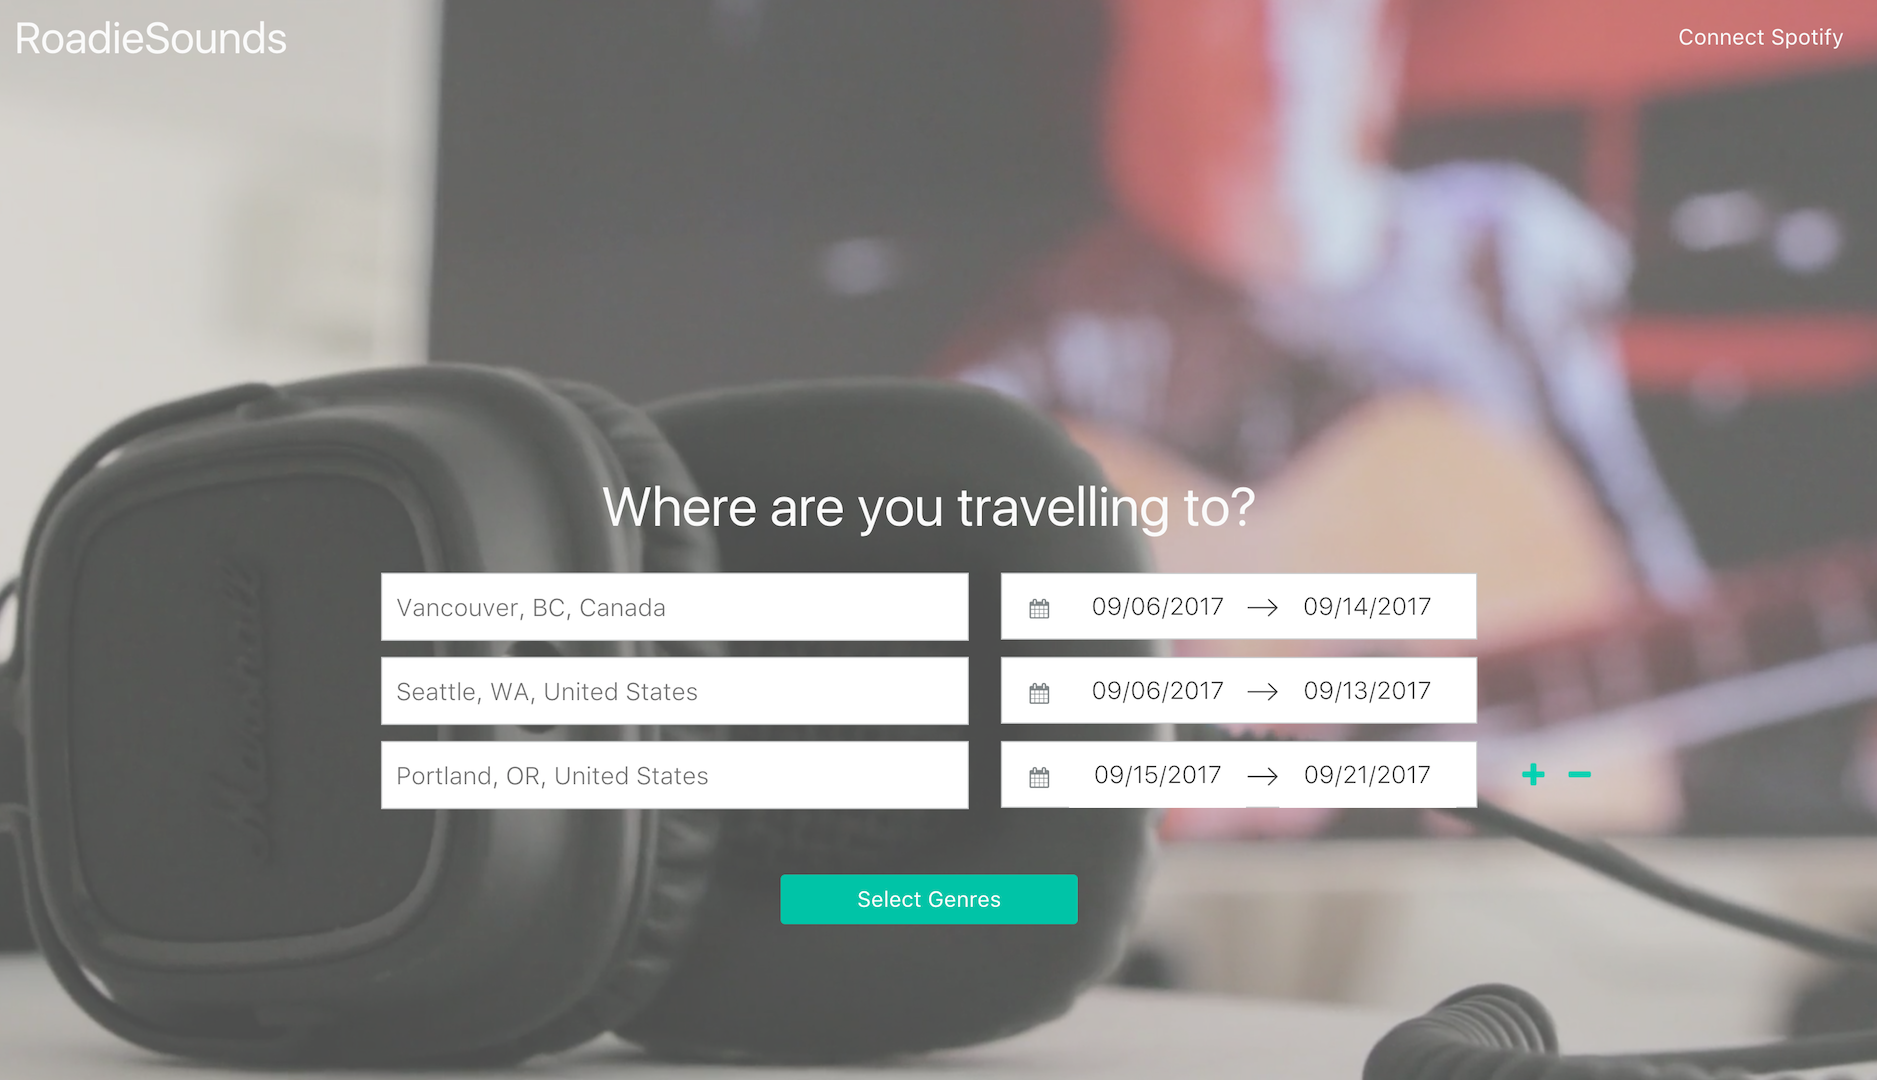 RoadieSounds
Connect Spotify
Marshall
Where are you travelling to?
Vancouver, BC, Canada
09/06/2017 → 09/14/2017
Seattle, WA, United States
09/06/2017 → 09/13/2017
Portland, OR, United States
09/15/2017 → 09/21/2017
+ −
Select Genres